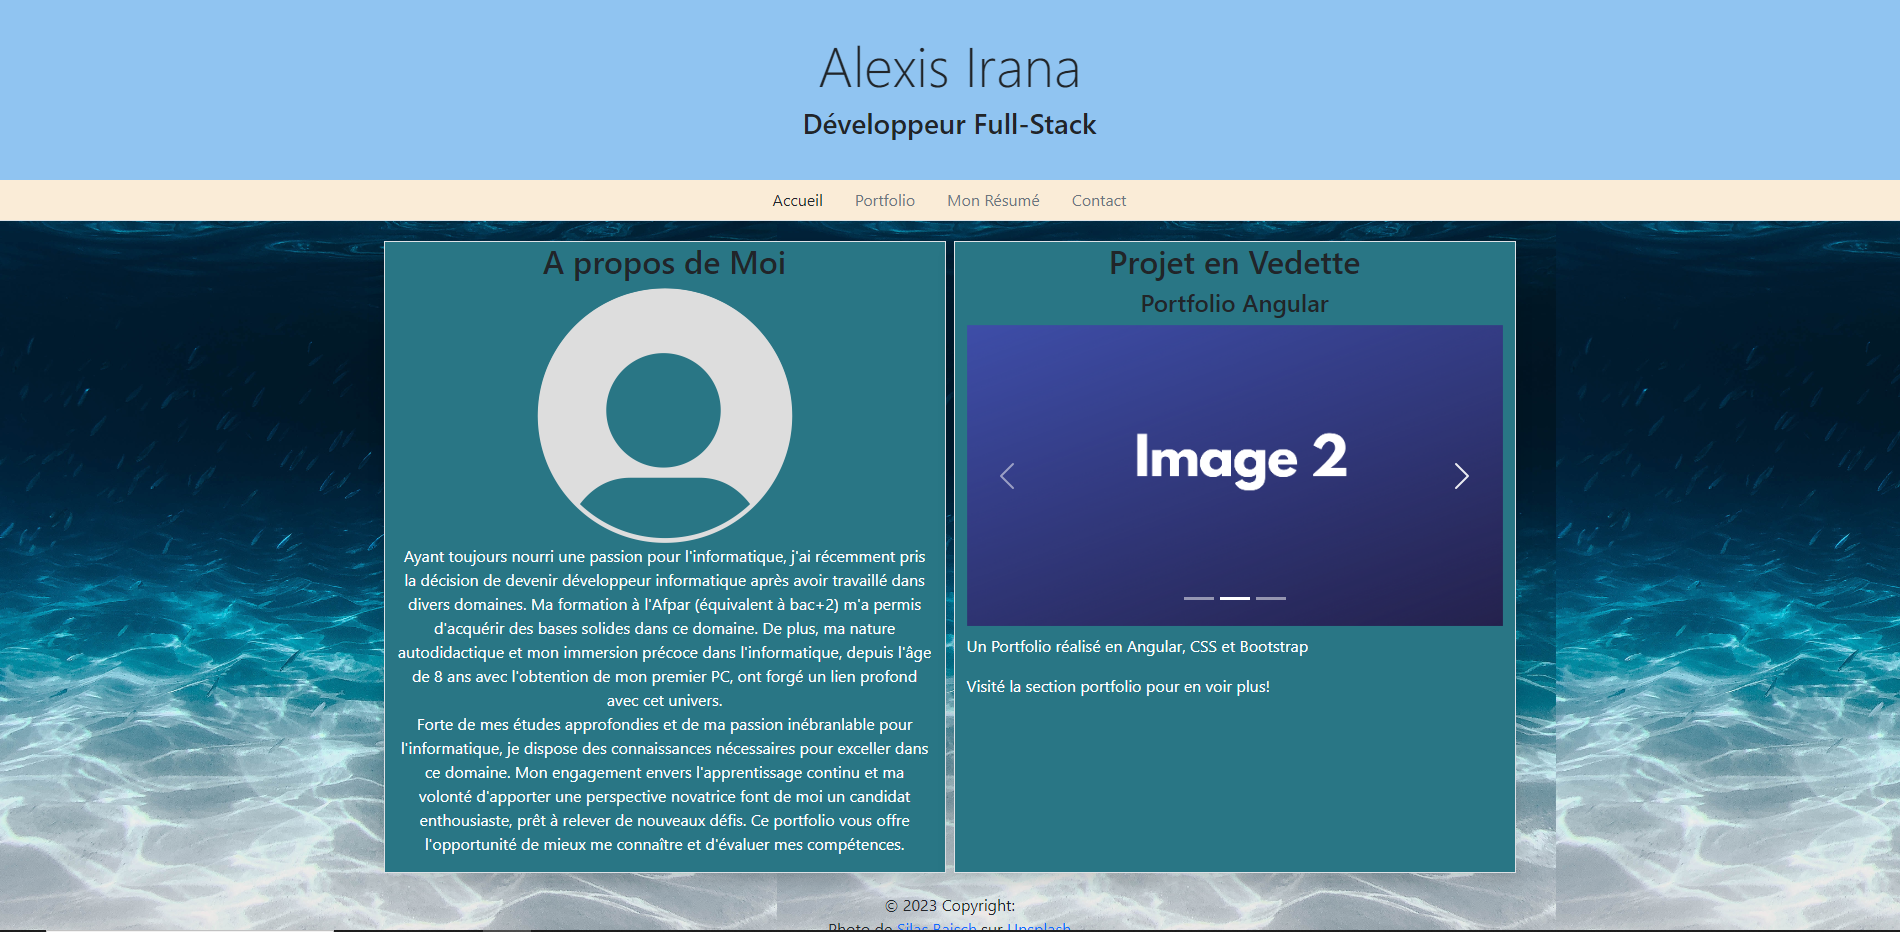 Alexis Irana
Développeur Full-Stack
Accueil Portfolio Mon Résumé Contact
A propos de Moi
Ayant toujours nourri une passion pour l'informatique, j'ai récemment pris
la décision de devenir développeur informatique après avoir travaillé dans
divers domaines. Ma formation à l'Afpar (équivalent à bac+2) m'a permis
d'acquérir des bases solides dans ce domaine. De plus, ma nature
autodidactique et mon immersion précoce dans l'informatique, depuis l'âge
de 8 ans avec l'obtention de mon premier PC, ont forgé un lien profond
avec cet univers.
Forte de mes études approfondies et de ma passion inébranlable pour
l'informatique, je dispose des connaissances nécessaires pour exceller dans
ce domaine. Mon engagement envers l'apprentissage continu et ma
volonté d'apporter une perspective novatrice font de moi un candidat
enthousiaste, prêt à relever de nouveaux défis. Ce portfolio vous offre
l'opportunité de mieux me connaître et d'évaluer mes compétences.
Projet en Vedette
Portfolio Angular
Image 2
Un Portfolio réalisé en Angular, CSS et Bootstrap
Visité la section portfolio pour en voir plus!
© 2023 Copyright:
Photo de Silas Baisch sur Unsplash